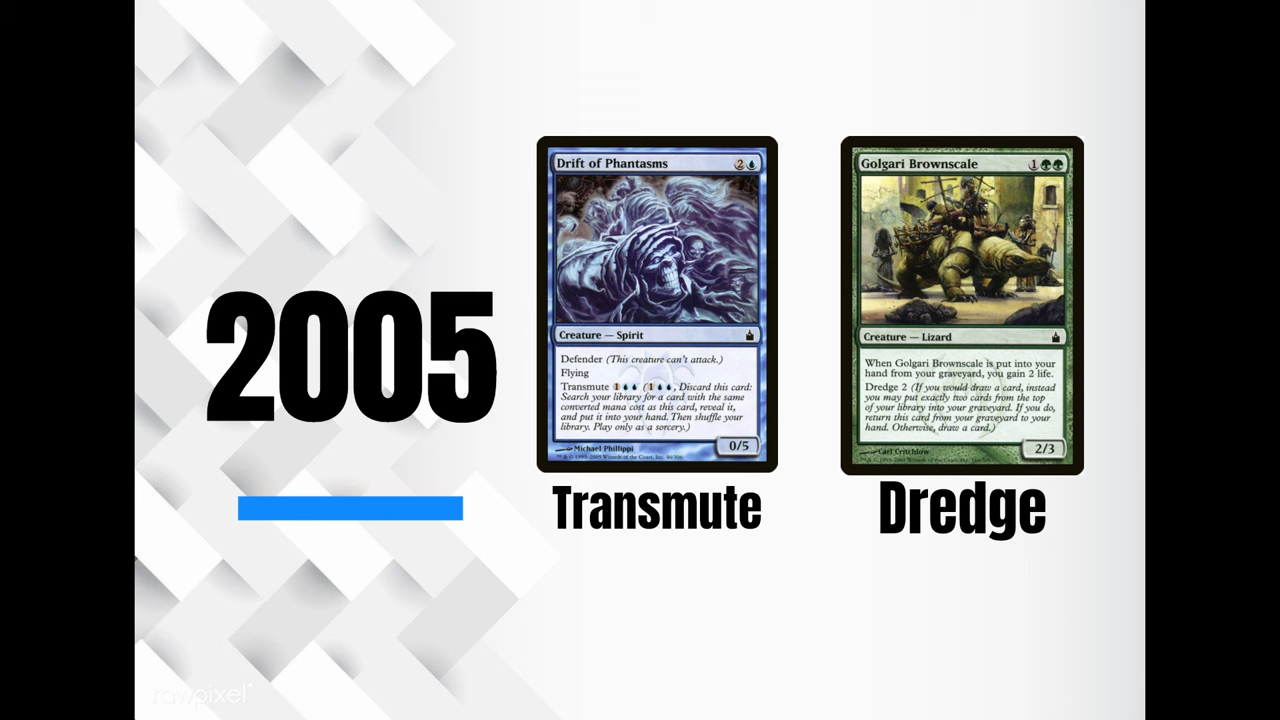 2005
Drift of Phantasms
2
Creature — Spirit
Defender (This creature can't attack.)
Flying
Transmute 1 (1 , Discard this card:
Search your library for a card with the same
converted mana cost as this card, reveal it,
and put it into your hand. Then shuffle your
library. Play only as a sorcery.)
Michael Phillippi
0/5
Transmute
Golgari Brownscale
1
Creature — Lizard
When Golgari Brownscale is put into your
hand from your graveyard, you gain 2 life.
Dredge 2 (If you would draw a card, instead
you may put exactly two cards from the top
of your library into your graveyard. If you do,
return this card from your graveyard to your
hand. Otherwise, draw a card.)
Carl Critchlow
2/3
Dredge
rawpixel